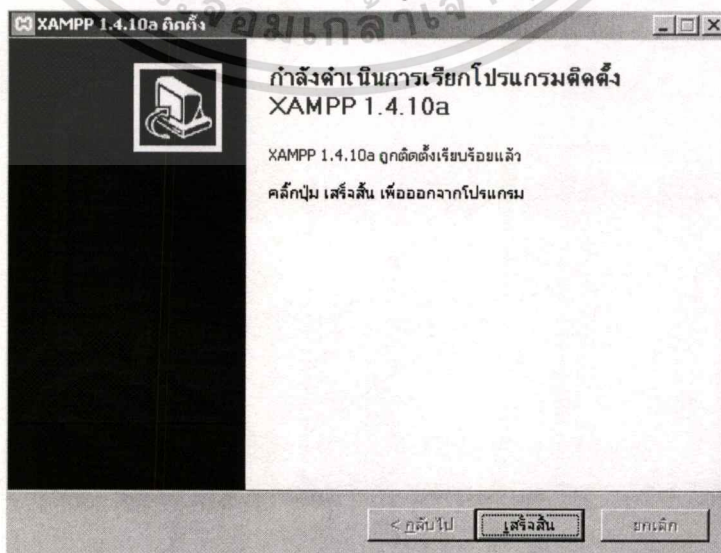 XAMPP 1.4.10a ติดตั้ง
กำลังดำเนินการเรียกโปรแกรมติดตั้ง
XAMPP 1.4.10a
XAMPP 1.4.10a ถูกติดตั้งเรียบร้อยแล้ว
คลิ๊กปุ่ม เสร็จสิ้น เพื่อออกจากโปรแกรม
< กลับไป
เสร็จสิ้น
ยกเลิก